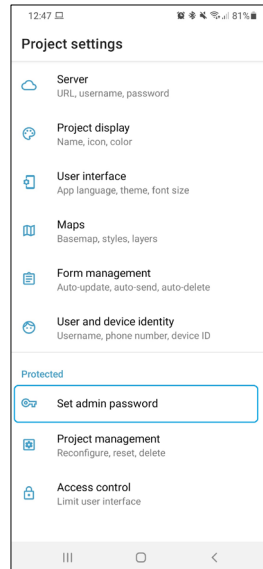 12:47 81%
Project settings
Server
URL, username, password
Project display
Name, icon, color
User interface
App language, theme, font size
Maps
Basemap, styles, layers
Form management
Auto-update, auto-send, auto-delete
User and device identity
Username, phone number, device ID
Protected
Set admin password
Project management
Reconfigure, reset, delete
Access control
Limit user interface